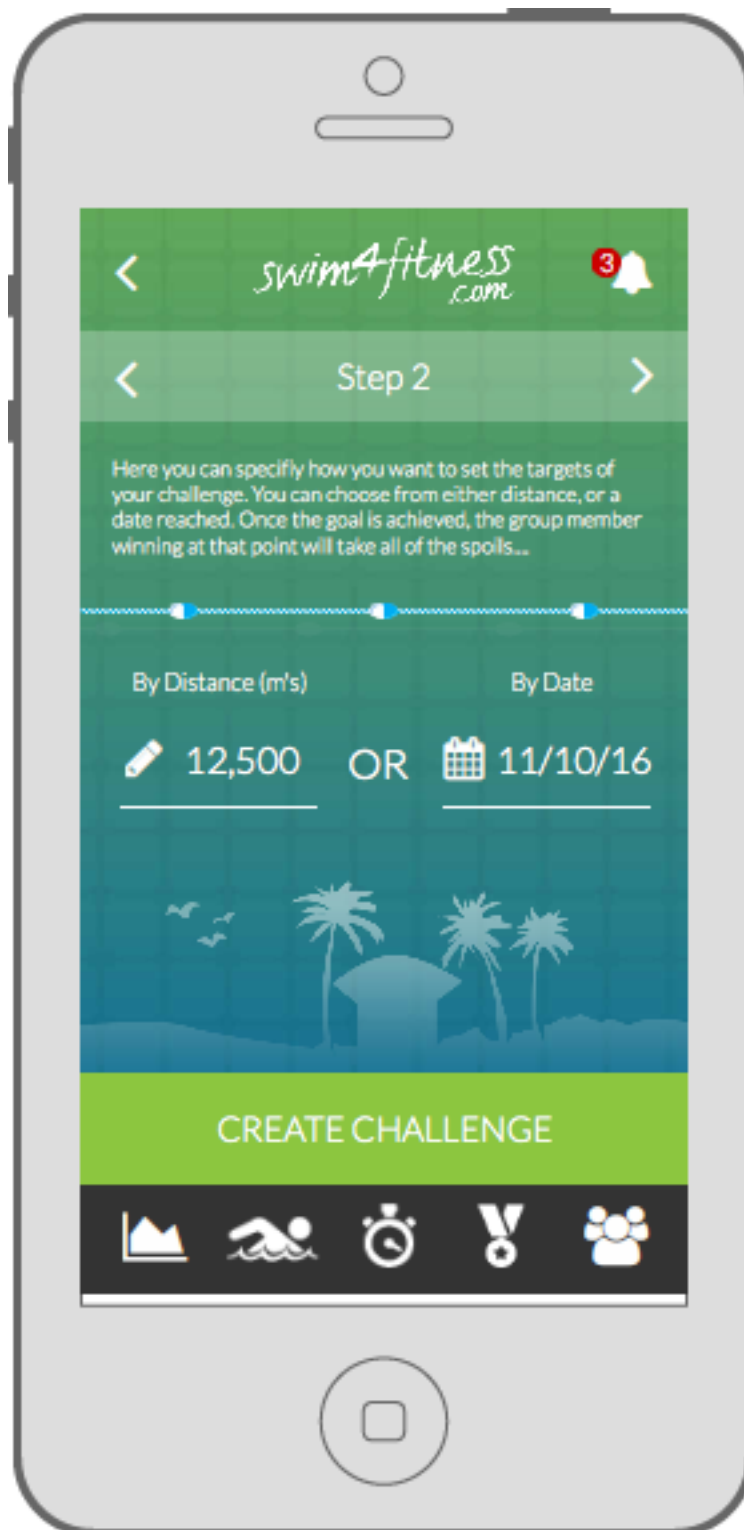 swim4fitness
.com
3
Step 2
Here you can specifliy how you want to set the targets of
your challenge. You can choose from either distance, or a
date reached. Once the goal is achieved, the group member
winning at that point will take all of the spolls...
By Distance (m's)
By Date
12,500
OR
11/10/16
CREATE CHALLENGE